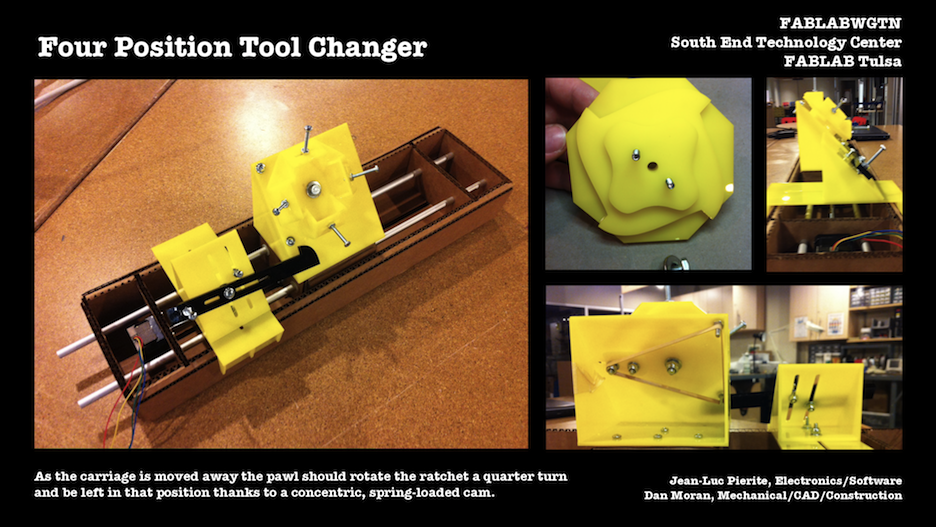 Four Position Tool Changer
FABLABWGTN
South End Technology Center
FABLAB Tulsa
As the carriage is moved away the pawl should rotate the ratchet a quarter turn
and be left in that position thanks to a concentric, spring-loaded cam.
Jean-Luc Pierite, Electronics/Software
Dan Moran, Mechanical/CAD/Construction